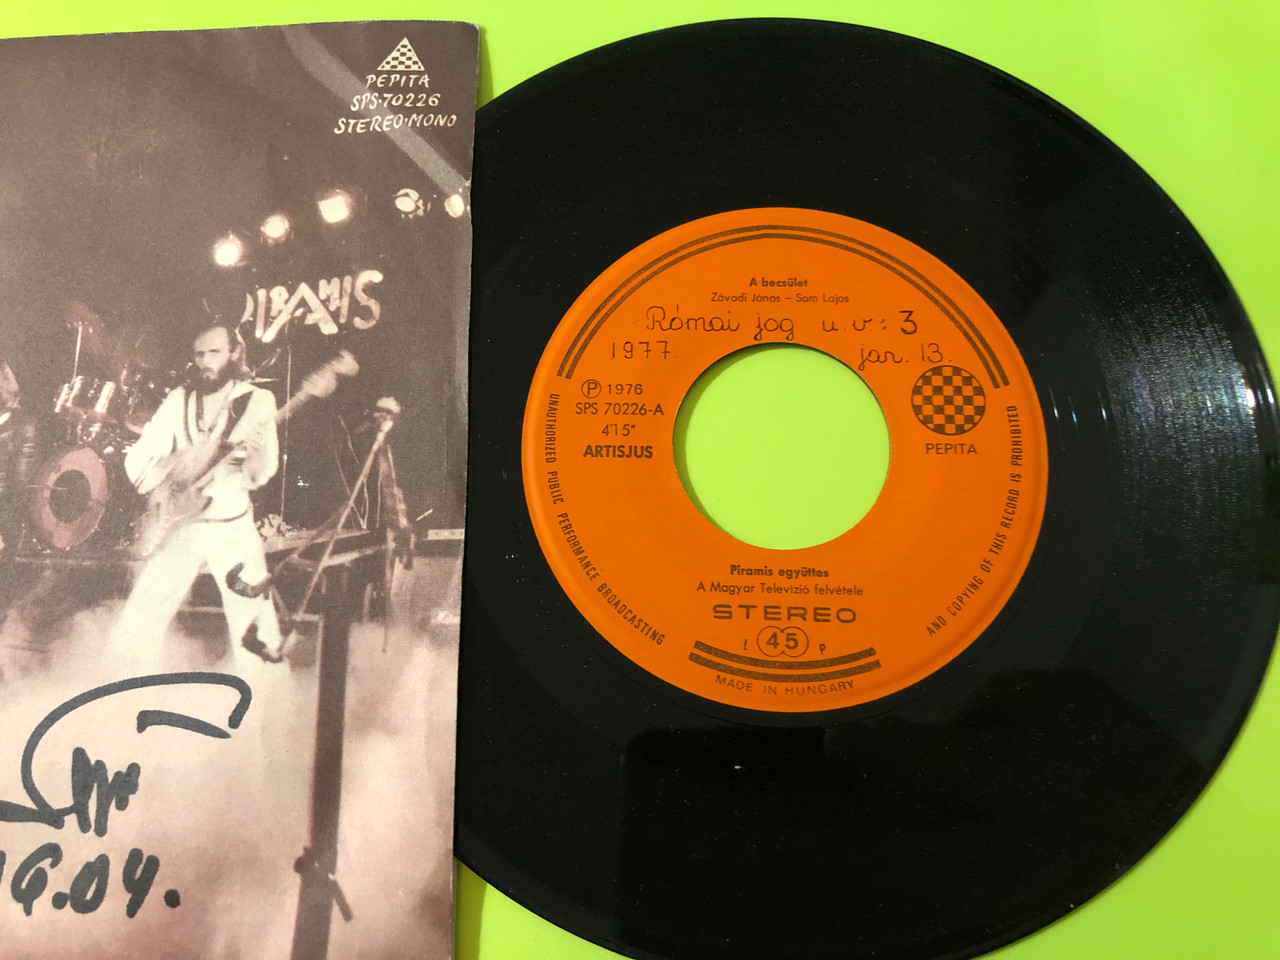 PEPITA
SPS·70226
STEREO·MONO
PIRAMIS
16.04.
A becsület
Závodi János – Som Lajos
Római jog u.v.: 3
1977. jan. 13.
Ⓟ 1976
SPS 70226-A
4'15"
ARTISJUS
PEPITA
UNAUTHORIZED PUBLIC PERFORMANCE BROADCASTING
AND COPYING OF THIS RECORD IS PROHIBITED
Piramis együttes
A Magyar Televízió felvétele
STEREO
L 45 P
MADE IN HUNGARY